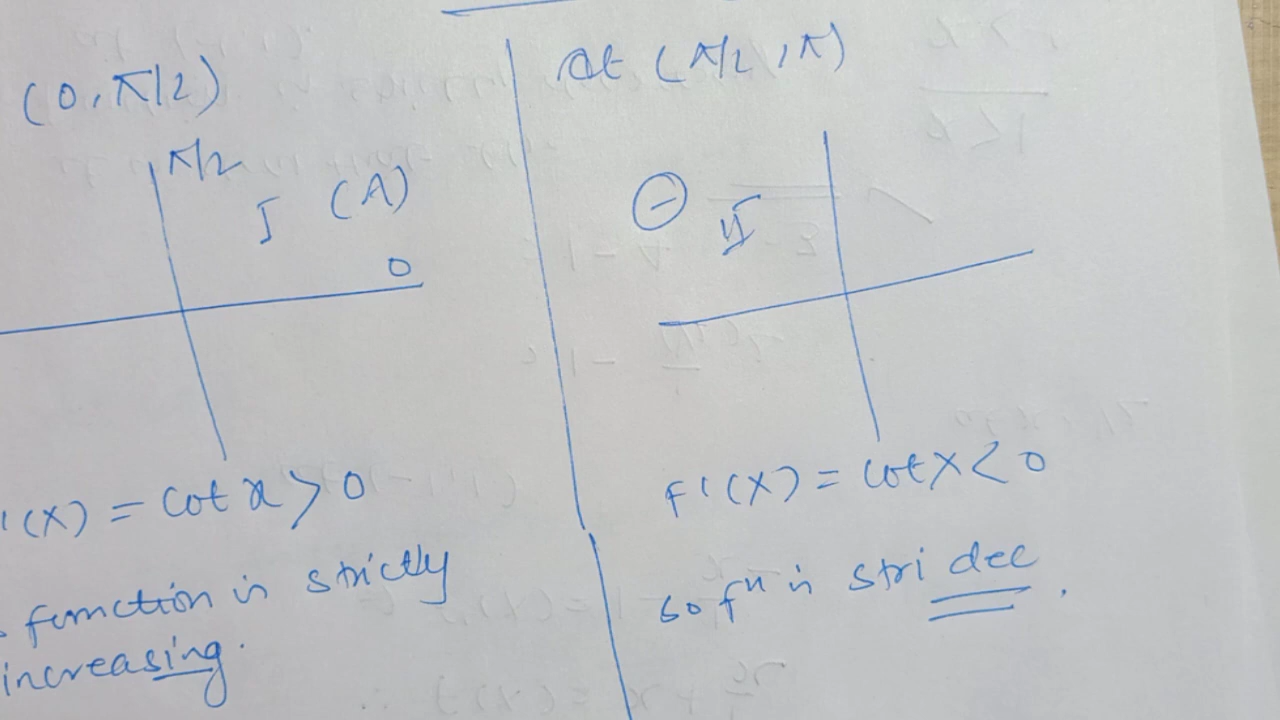 (0,π/2)
π/2
I (A)
0
'(x) = cot x > 0
function is strictly
increasing.
at (π/2,π)
- II
f'(x) = cot x < 0
so fⁿ is stri dec.